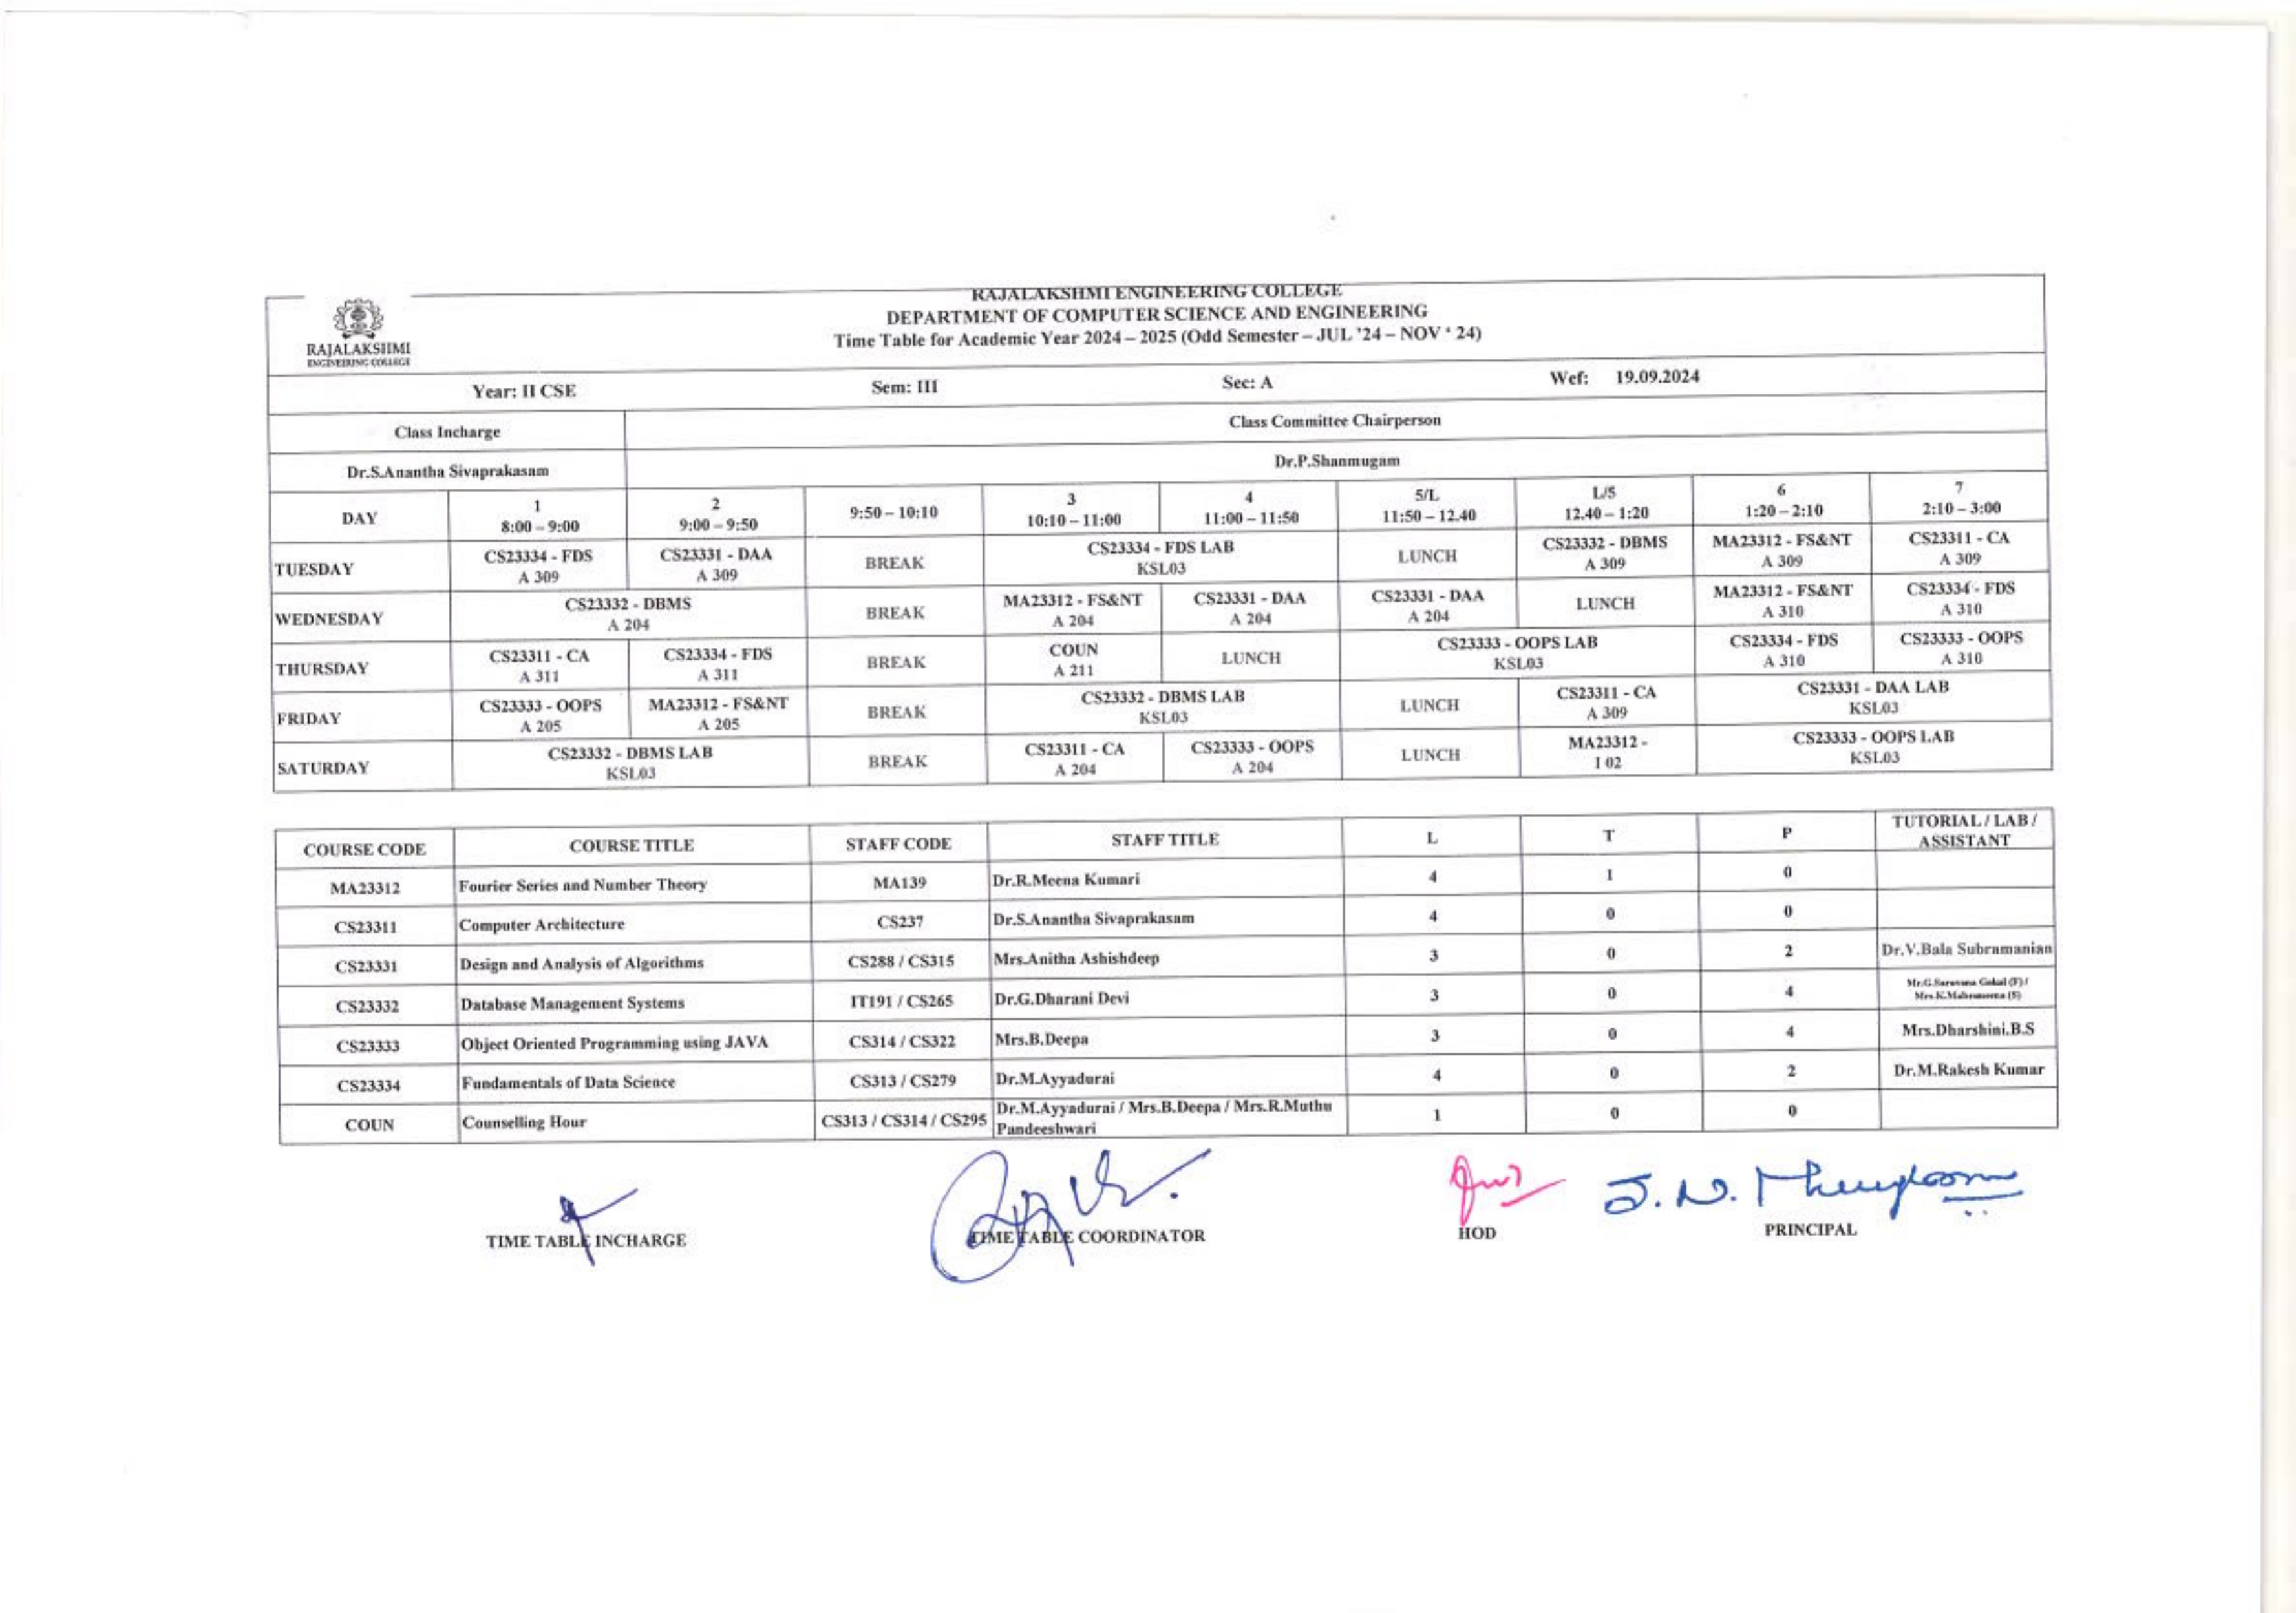 RAJALAKSHMI ENGINEERING COLLEGE
DEPARTMENT OF COMPUTER SCIENCE AND ENGINEERING
Time Table for Academic Year 2024 – 2025 (Odd Semester – JUL '24 – NOV ' 24)
RAJALAKSHMI
ENGINEERING COLLEGE
Year: II CSE Sem: III Sec: A Wef: 19.09.2024
Class Incharge Class Committee Chairperson
Dr.S.Anantha Sivaprakasam Dr.P.Shanmugam
DAY 1 2 9:50 – 10:10 3 4 5/L L/5 6 7
8:00 – 9:00 9:00 – 9:50 10:10 – 11:00 11:00 – 11:50 11:50 – 12.40 12.40 – 1:20 1:20 – 2:10 2:10 – 3:00
TUESDAY CS23334 - FDS CS23331 - DAA BREAK CS23334 - FDS LAB LUNCH CS23332 - DBMS MA23312 - FS&NT CS23311 - CA
A 309 A 309 KSL03 A 309 A 309 A 309
WEDNESDAY CS23332 - DBMS BREAK MA23312 - FS&NT CS23331 - DAA CS23331 - DAA LUNCH MA23312 - FS&NT CS23334 - FDS
A 204 A 204 A 204 A 204 A 310 A 310
THURSDAY CS23311 - CA CS23334 - FDS BREAK COUN LUNCH CS23333 - OOPS LAB CS23334 - FDS CS23333 - OOPS
A 311 A 311 A 211 KSL03 A 310 A 310
FRIDAY CS23333 - OOPS MA23312 - FS&NT BREAK CS23332 - DBMS LAB LUNCH CS23311 - CA CS23331 - DAA LAB
A 205 A 205 KSL03 A 309 KSL03
SATURDAY CS23332 - DBMS LAB BREAK CS23311 - CA CS23333 - OOPS LUNCH MA23312 - CS23333 - OOPS LAB
KSL03 A 204 A 204 I 02 KSL03
COURSE CODE COURSE TITLE STAFF CODE STAFF TITLE L T P TUTORIAL / LAB / ASSISTANT
MA23312 Fourier Series and Number Theory MA139 Dr.R.Meena Kumari 4 1 0
CS23311 Computer Architecture CS237 Dr.S.Anantha Sivaprakasam 4 0 0
CS23331 Design and Analysis of Algorithms CS288 / CS315 Mrs.Anitha Ashishdeep 3 0 2 Dr.V.Bala Subramanian
CS23332 Database Management Systems IT191 / CS265 Dr.G.Dharani Devi 3 0 4
CS23333 Object Oriented Programming using JAVA CS314 / CS322 Mrs.B.Deepa 3 0 4 Mrs.Dharshini.B.S
CS23334 Fundamentals of Data Science CS313 / CS279 Dr.M.Ayyadurai 4 0 2 Dr.M.Rakesh Kumar
COUN Counselling Hour CS313 / CS314 / CS295 Dr.M.Ayyadurai / Mrs.B.Deepa / Mrs.R.Muthu Pandeeshwari 1 0 0
TIME TABLE INCHARGE TIME TABLE COORDINATOR HOD PRINCIPAL